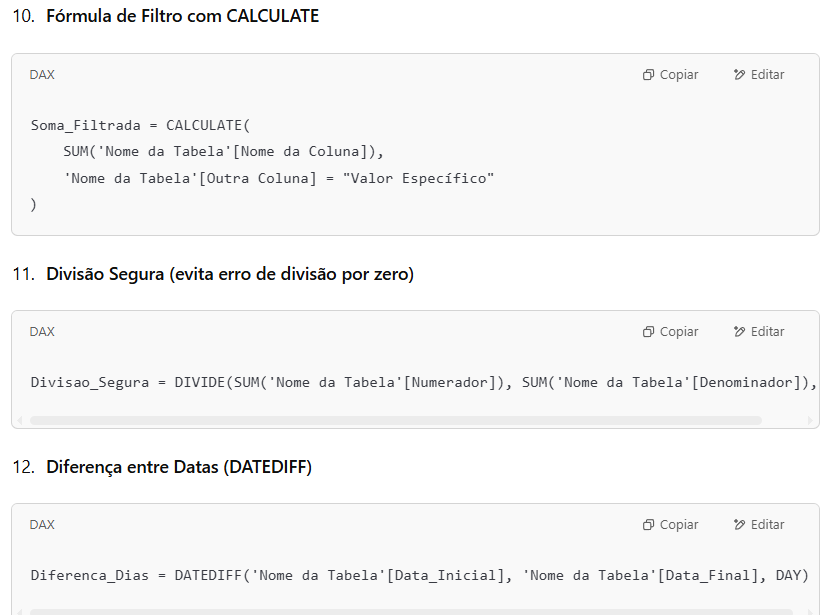 10. Fórmula de Filtro com CALCULATE
DAX Copiar Editar
Soma_Filtrada = CALCULATE(
    SUM('Nome da Tabela'[Nome da Coluna]),
    'Nome da Tabela'[Outra Coluna] = "Valor Específico"
)
11. Divisão Segura (evita erro de divisão por zero)
DAX Copiar Editar
Divisao_Segura = DIVIDE(SUM('Nome da Tabela'[Numerador]), SUM('Nome da Tabela'[Denominador]),
12. Diferença entre Datas (DATEDIFF)
DAX Copiar Editar
Diferenca_Dias = DATEDIFF('Nome da Tabela'[Data_Inicial], 'Nome da Tabela'[Data_Final], DAY)